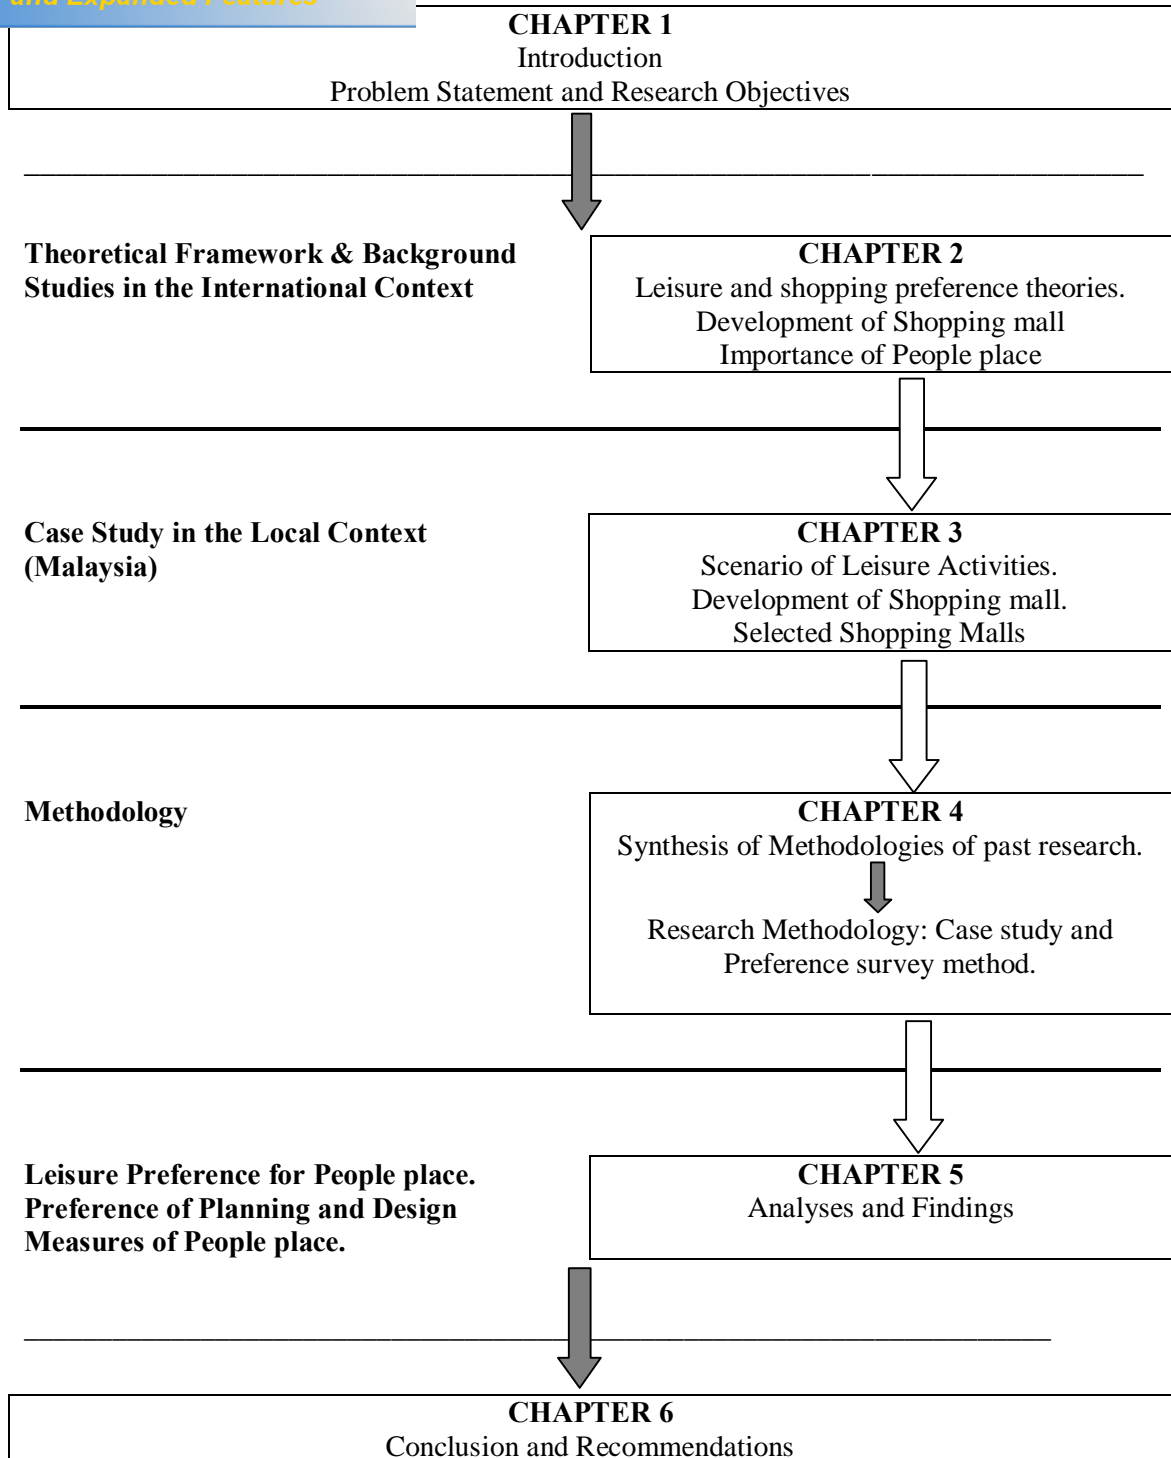 and Expanded Features
CHAPTER 1
Introduction
Problem Statement and Research Objectives
Theoretical Framework & Background
Studies in the International Context
CHAPTER 2
Leisure and shopping preference theories.
Development of Shopping mall
Importance of People place
Case Study in the Local Context
(Malaysia)
CHAPTER 3
Scenario of Leisure Activities.
Development of Shopping mall.
Selected Shopping Malls
Methodology
CHAPTER 4
Synthesis of Methodologies of past research.
Research Methodology: Case study and
Preference survey method.
Leisure Preference for People place.
Preference of Planning and Design
Measures of People place.
CHAPTER 5
Analyses and Findings
CHAPTER 6
Conclusion and Recommendations